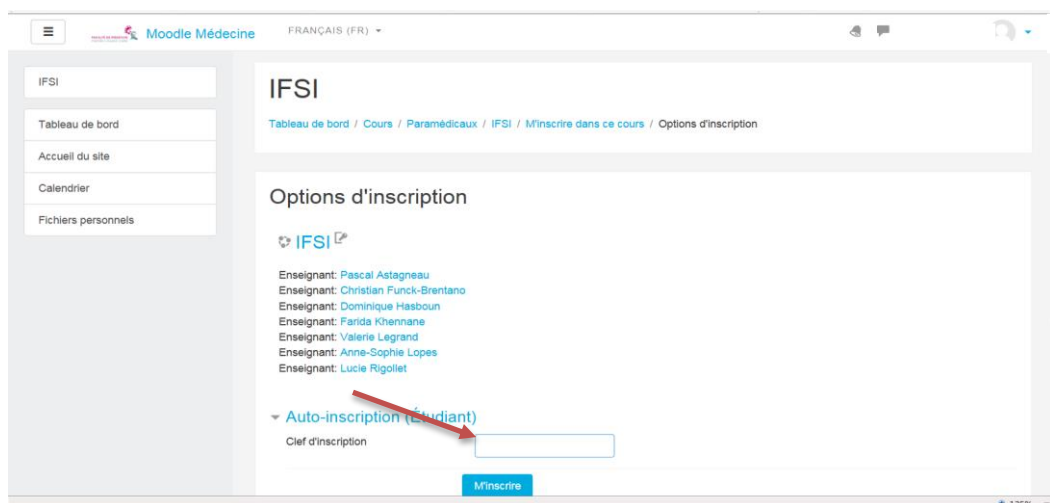 Moodle Médecine FRANÇAIS (FR)
IFSI
Tableau de bord
Accueil du site
Calendrier
Fichiers personnels
IFSI
Tableau de bord / Cours / Paramédicaux / IFSI / M'inscrire dans ce cours / Options d'inscription
Options d'inscription
IFSI
Enseignant: Pascal Astagneau
Enseignant: Christian Funck-Brentano
Enseignant: Dominique Hasboun
Enseignant: Farida Khennane
Enseignant: Valerie Legrand
Enseignant: Anne-Sophie Lopes
Enseignant: Lucie Rigollet
Auto-inscription (Étudiant)
Clef d'inscription
M'inscrire